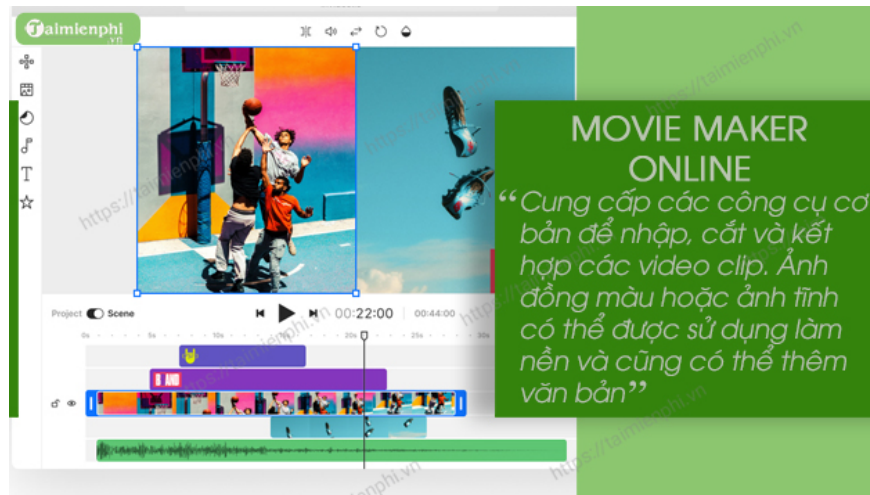 Taimienphi
.vn
MOVIE MAKER
ONLINE
“Cung cấp các công cụ cơ
bản để nhập, cắt và kết
hợp các video clip. Ảnh
đồng màu hoặc ảnh tĩnh
có thể được sử dụng làm
nền và cũng có thể thêm
văn bản”
Project Scene
00:22:00 00:44:00
0s 5s 10s 20s 30s
https://taimienphi.vn